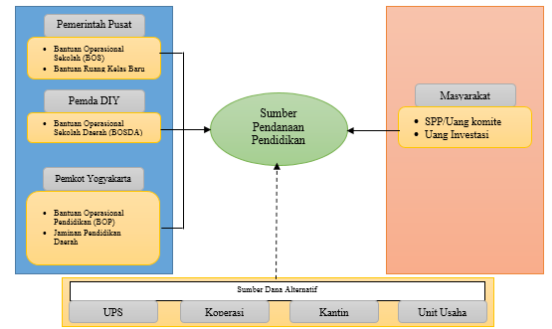 Pemerintah Pusat
Bantuan Operasional
Sekolah (BOS)
Bantuan Ruang Kelas Baru
Pemda DIY
Bantuan Operasional
Sekolah Daerah (BOSDA)
Pemkot Yogyakarta
Bantuan Operasional
Pendidikan (BOP)
Jaminan Pendidikan
Daerah
Sumber
Pendanaan
Pendidikan
Masyarakat
SPP/Uang komite
Uang Investasi
Sumber Dana Alternatif
UPS
Koperasi
Kantin
Unit Usaha